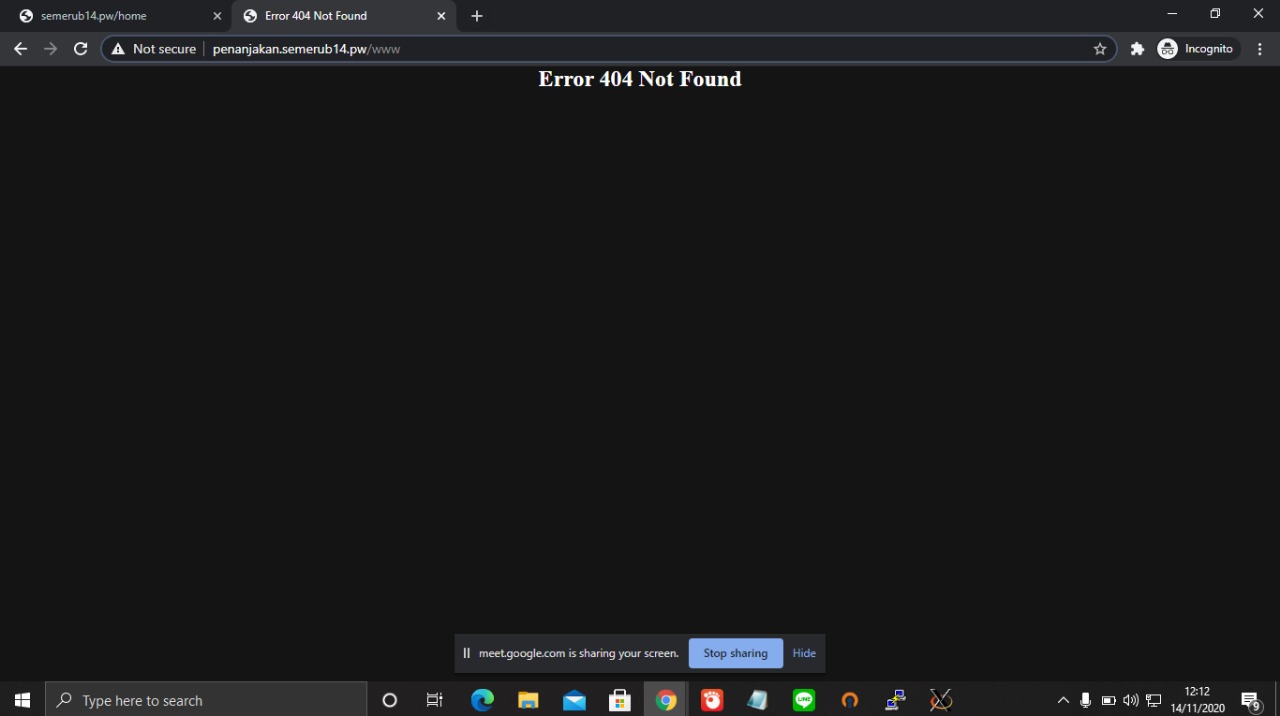 semerub14.pw/home
Error 404 Not Found
Not secure
penanjakan.semerub14.pw/www
Incognito
Error 404 Not Found
meet.google.com is sharing your screen.
Stop sharing
Hide
Type here to search
LINE
12:12
14/11/2020
9